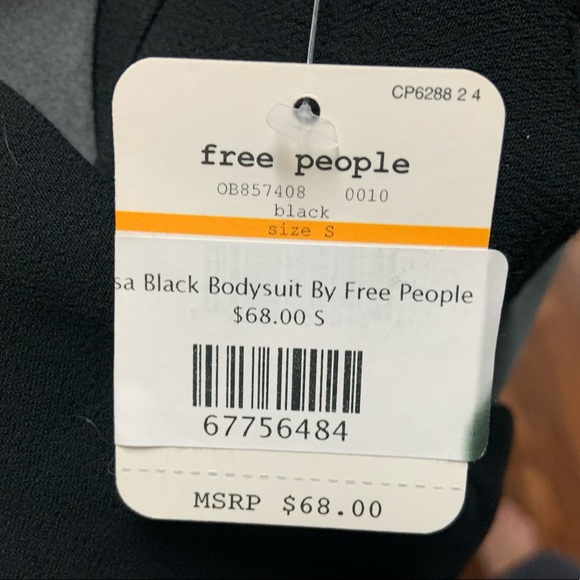 CP6288 2 4
free people
OB857408 0010
black
size S
sa Black Bodysuit By Free People
$68.00 S
67756484
MSRP $68.00